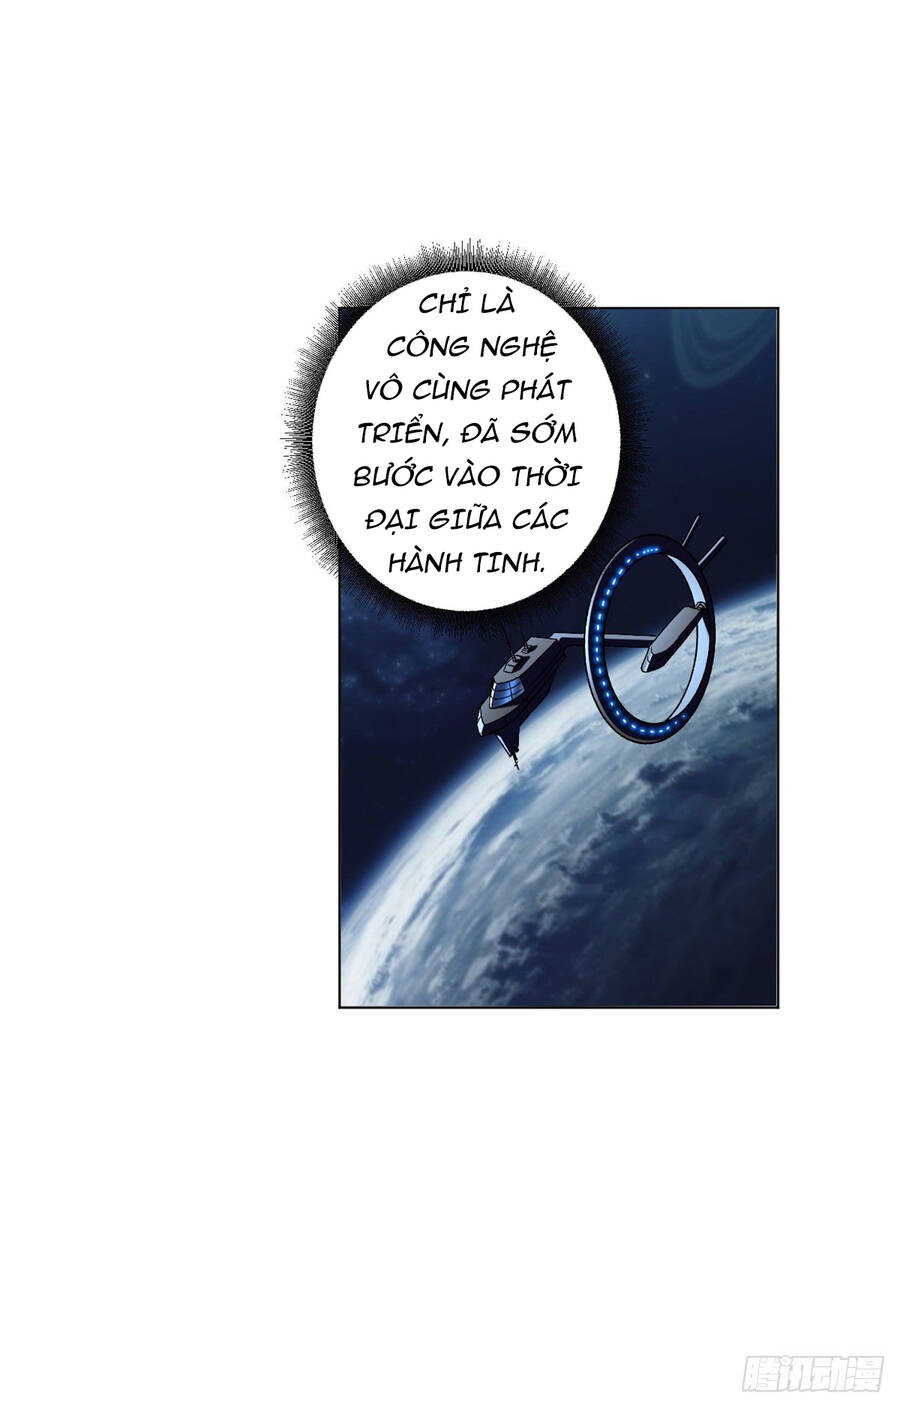 CHỈ LÀ
CÔNG NGHỆ
VÔ CÙNG PHÁT
TRIỂN, ĐÃ SỚM
BƯỚC VÀO THỜI
ĐẠI GIỮA CÁC
HÀNH TINH.
腾讯动漫